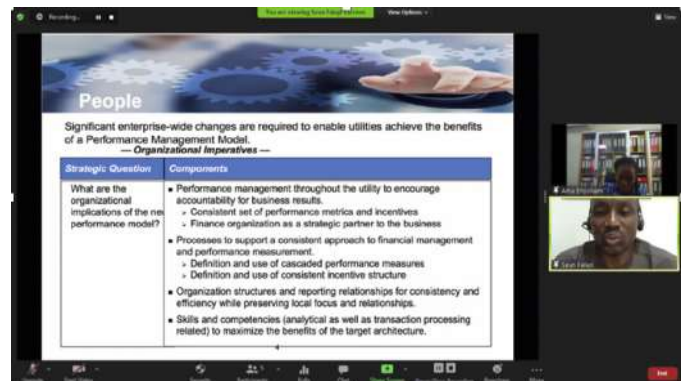 Recording...
You are viewing Seun Faluyi's screen
View Options
View
People
Significant enterprise-wide changes are required to enable utilities achieve the benefits
of a Performance Management Model.
— Organizational Imperatives —
Strategic Question
Components
What are the
organizational
implications of the new
performance model?
▪ Performance management throughout the utility to encourage
accountability for business results.
➢ Consistent set of performance metrics and incentives
➢ Finance organization as a strategic partner to the business
▪ Processes to support a consistent approach to financial management
and performance measurement.
➢ Definition and use of cascaded performance measures
➢ Definition and use of consistent incentive structure
▪ Organization structures and reporting relationships for consistency and
efficiency while preserving local focus and relationships.
▪ Skills and competencies (analytical as well as transaction processing
related) to maximize the benefits of the target architecture.
4
End